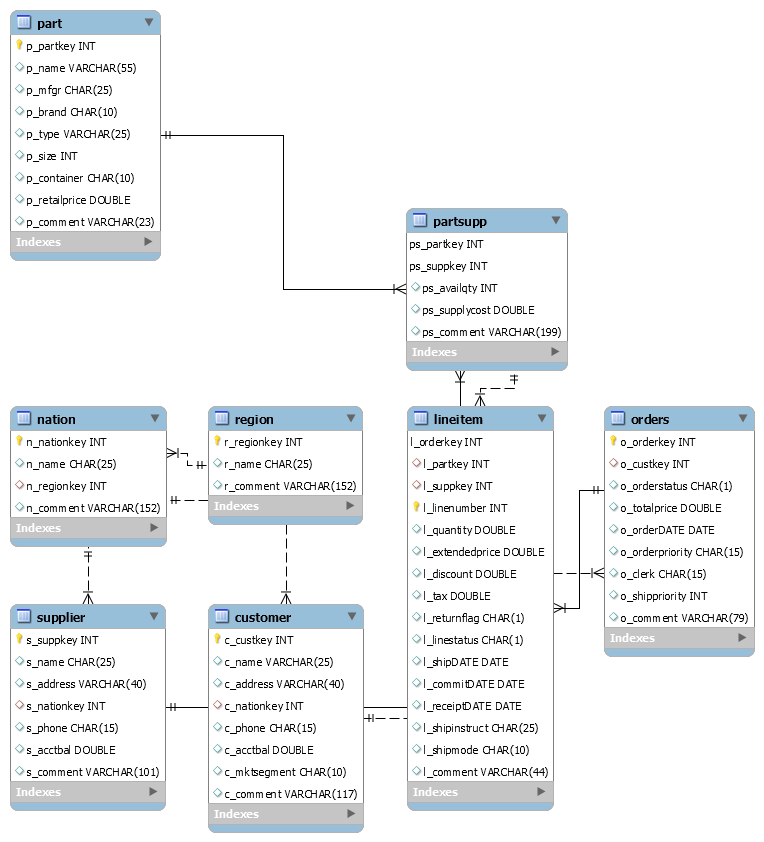 part
p_partkey INT
p_name VARCHAR(55)
p_mfgr CHAR(25)
p_brand CHAR(10)
p_type VARCHAR(25)
p_size INT
p_container CHAR(10)
p_retailprice DOUBLE
p_comment VARCHAR(23)
Indexes
partsupp
ps_partkey INT
ps_suppkey INT
ps_availqty INT
ps_supplycost DOUBLE
ps_comment VARCHAR(199)
Indexes
nation
n_nationkey INT
n_name CHAR(25)
n_regionkey INT
n_comment VARCHAR(152)
Indexes
region
r_regionkey INT
r_name CHAR(25)
r_comment VARCHAR(152)
Indexes
lineitem
l_orderkey INT
l_partkey INT
l_suppkey INT
l_linenumber INT
l_quantity DOUBLE
l_extendedprice DOUBLE
l_discount DOUBLE
l_tax DOUBLE
l_returnflag CHAR(1)
l_linestatus CHAR(1)
l_shipDATE DATE
l_commitDATE DATE
l_receiptDATE DATE
l_shipinstruct CHAR(25)
l_shipmode CHAR(10)
l_comment VARCHAR(44)
Indexes
orders
o_orderkey INT
o_custkey INT
o_orderstatus CHAR(1)
o_totalprice DOUBLE
o_orderDATE DATE
o_orderpriority CHAR(15)
o_clerk CHAR(15)
o_shippriority INT
o_comment VARCHAR(79)
Indexes
supplier
s_suppkey INT
s_name CHAR(25)
s_address VARCHAR(40)
s_nationkey INT
s_phone CHAR(15)
s_acctbal DOUBLE
s_comment VARCHAR(101)
Indexes
customer
c_custkey INT
c_name VARCHAR(25)
c_address VARCHAR(40)
c_nationkey INT
c_phone CHAR(15)
c_acctbal DOUBLE
c_mktsegment CHAR(10)
c_comment VARCHAR(117)
Indexes